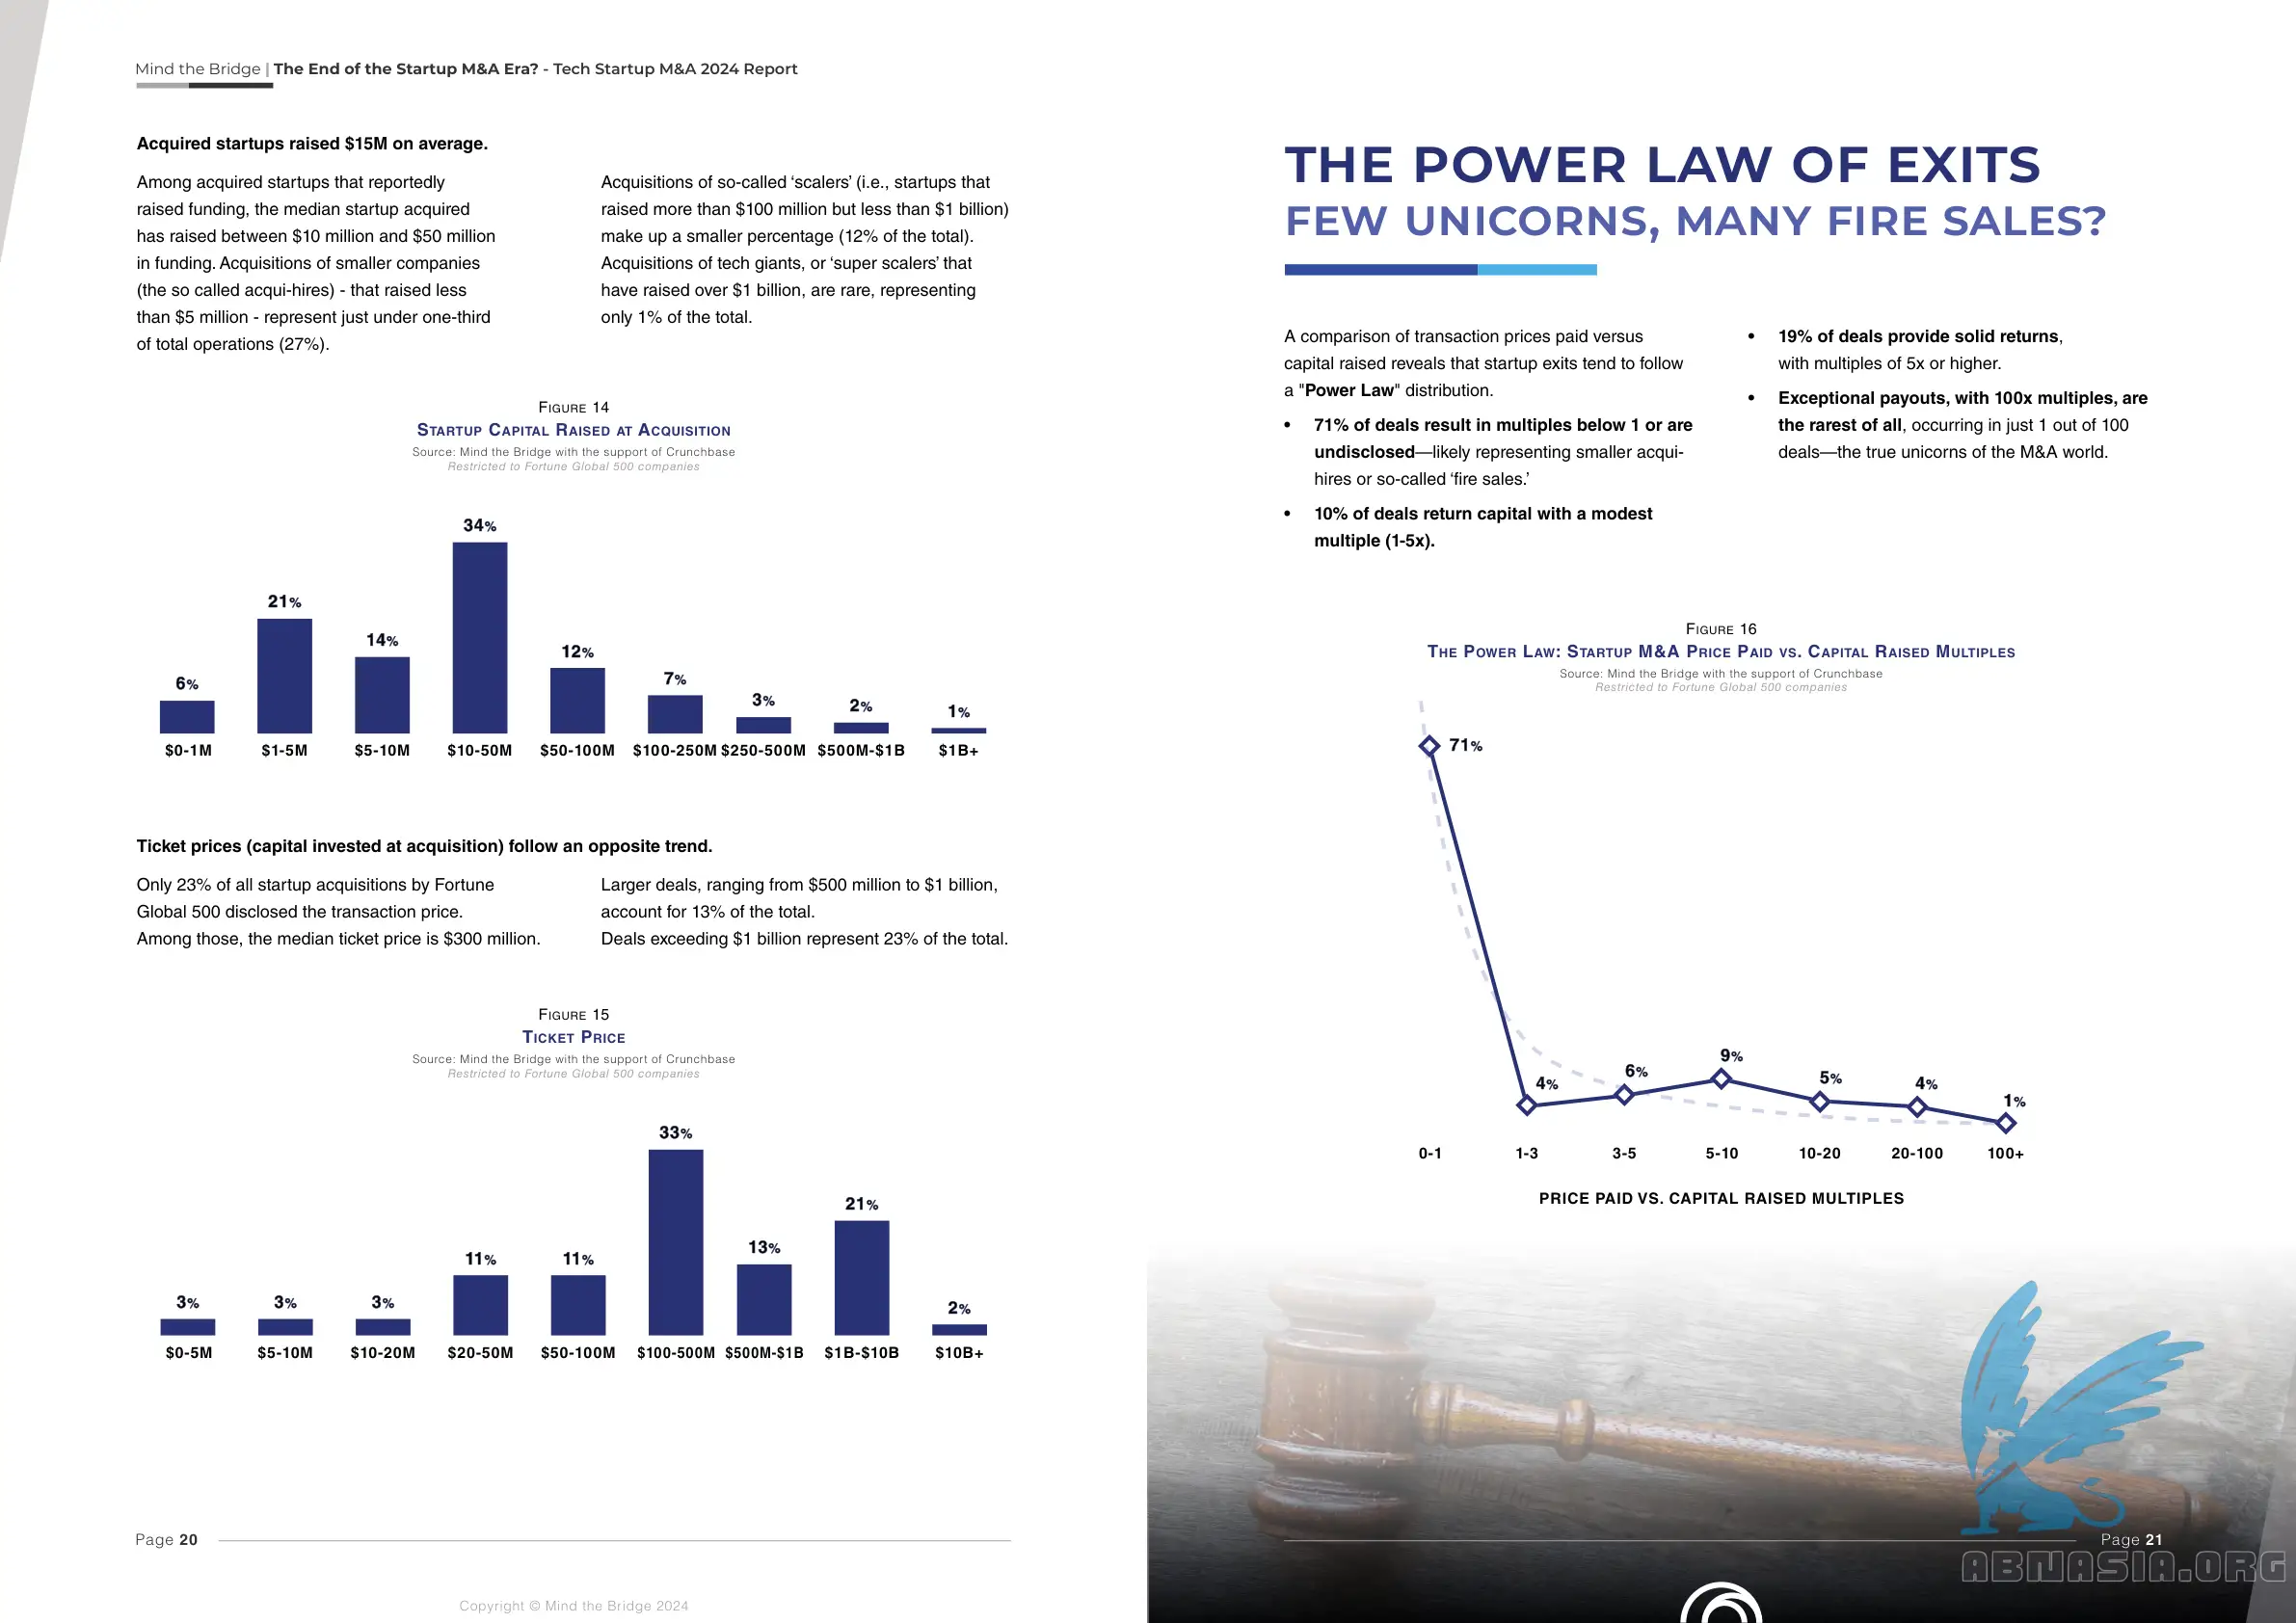 Mind the Bridge | The End of the Startup M&A Era? - Tech Startup M&A 2024 Report
Acquired startups raised $15M on average.
Among acquired startups that reportedly
raised funding, the median startup acquired
has raised between $10 million and $50 million
in funding. Acquisitions of smaller companies
(the so called acqui-hires) - that raised less
than $5 million - represent just under one-third
of total operations (27%).
Acquisitions of so-called ‘scalers’ (i.e., startups that
raised more than $100 million but less than $1 billion)
make up a smaller percentage (12% of the total).
Acquisitions of tech giants, or ‘super scalers’ that
have raised over $1 billion, are rare, representing
only 1% of the total.
Figure 14
Startup Capital Raised at Acquisition
Source: Mind the Bridge with the support of Crunchbase
Restricted to Fortune Global 500 companies
6% 21% 14% 34% 12% 7% 3% 2% 1%
$0-1M $1-5M $5-10M $10-50M $50-100M $100-250M $250-500M $500M-$1B $1B+
Ticket prices (capital invested at acquisition) follow an opposite trend.
Only 23% of all startup acquisitions by Fortune
Global 500 disclosed the transaction price.
Among those, the median ticket price is $300 million.
Larger deals, ranging from $500 million to $1 billion,
account for 13% of the total.
Deals exceeding $1 billion represent 23% of the total.
Figure 15
Ticket Price
Source: Mind the Bridge with the support of Crunchbase
Restricted to Fortune Global 500 companies
3% 3% 3% 11% 11% 33% 13% 21% 2%
$0-5M $5-10M $10-20M $20-50M $50-100M $100-500M $500M-$1B $1B-$10B $10B+
Page 20
Copyright © Mind the Bridge 2024
THE POWER LAW OF EXITS
FEW UNICORNS, MANY FIRE SALES?
A comparison of transaction prices paid versus
capital raised reveals that startup exits tend to follow
a "Power Law" distribution.
• 71% of deals result in multiples below 1 or are
undisclosed—likely representing smaller acqui-
hires or so-called ‘fire sales.’
• 10% of deals return capital with a modest
multiple (1-5x).
• 19% of deals provide solid returns,
with multiples of 5x or higher.
• Exceptional payouts, with 100x multiples, are
the rarest of all, occurring in just 1 out of 100
deals—the true unicorns of the M&A world.
Figure 16
The Power Law: Startup M&A Price Paid vs. Capital Raised Multiples
Source: Mind the Bridge with the support of Crunchbase
Restricted to Fortune Global 500 companies
71% 4% 6% 9% 5% 4% 1%
0-1 1-3 3-5 5-10 10-20 20-100 100+
PRICE PAID VS. CAPITAL RAISED MULTIPLES
Page 21
ABNASIA.ORG